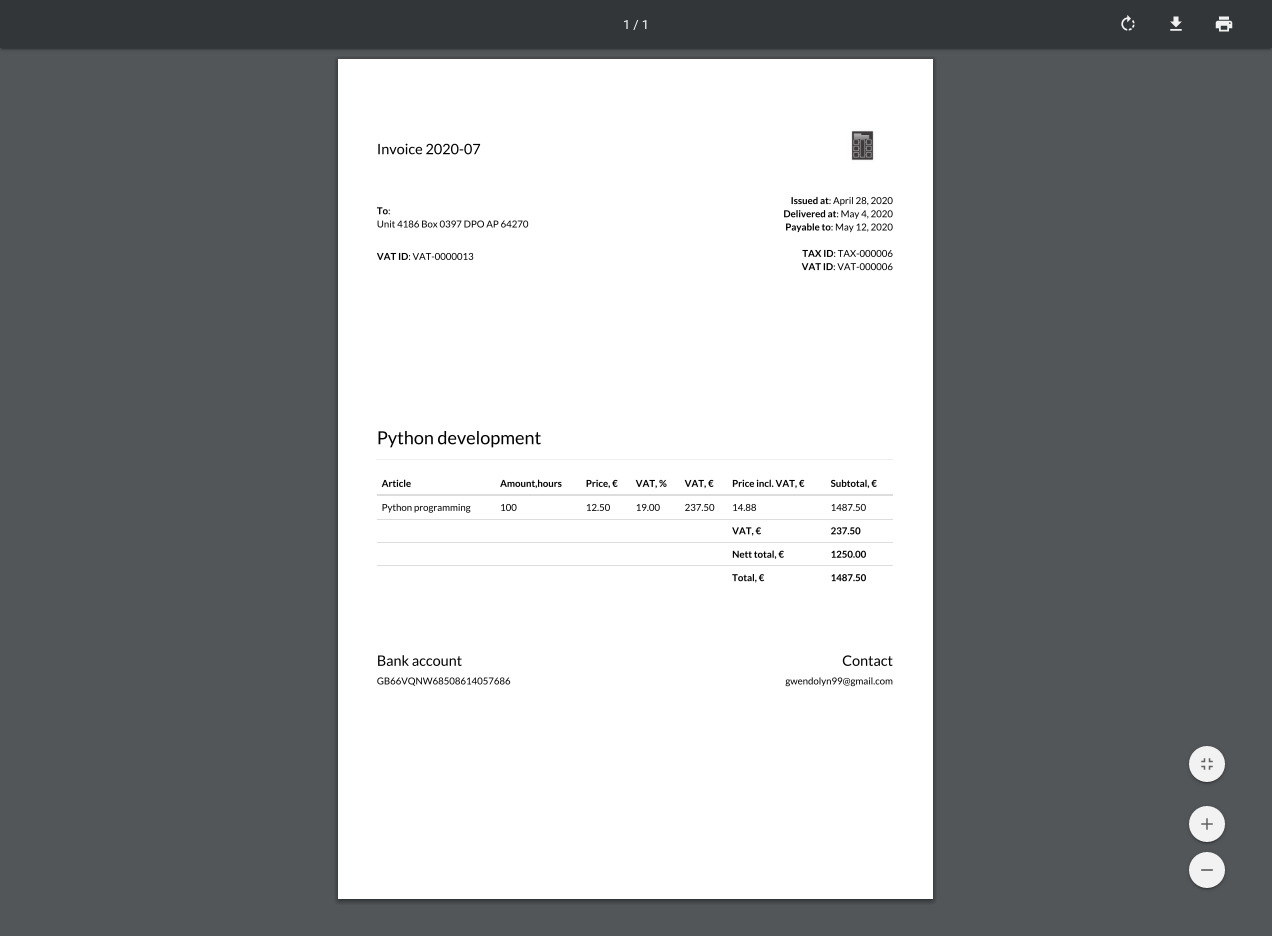 1 / 1
Invoice 2020-07
To:
Unit 4186 Box 0397 DPO AP 64270
VAT ID: VAT-0000013
Issued at: April 28, 2020
Delivered at: May 4, 2020
Payable to: May 12, 2020
TAX ID: TAX-000006
VAT ID: VAT-000006
Python development
Article Amount,hours Price, € VAT, % VAT, € Price incl. VAT, € Subtotal, €
Python programming 100 12.50 19.00 237.50 14.88 1487.50
VAT, € 237.50
Nett total, € 1250.00
Total, € 1487.50
Bank account
GB66VQNW68508614057686
Contact
gwendolyn99@gmail.com